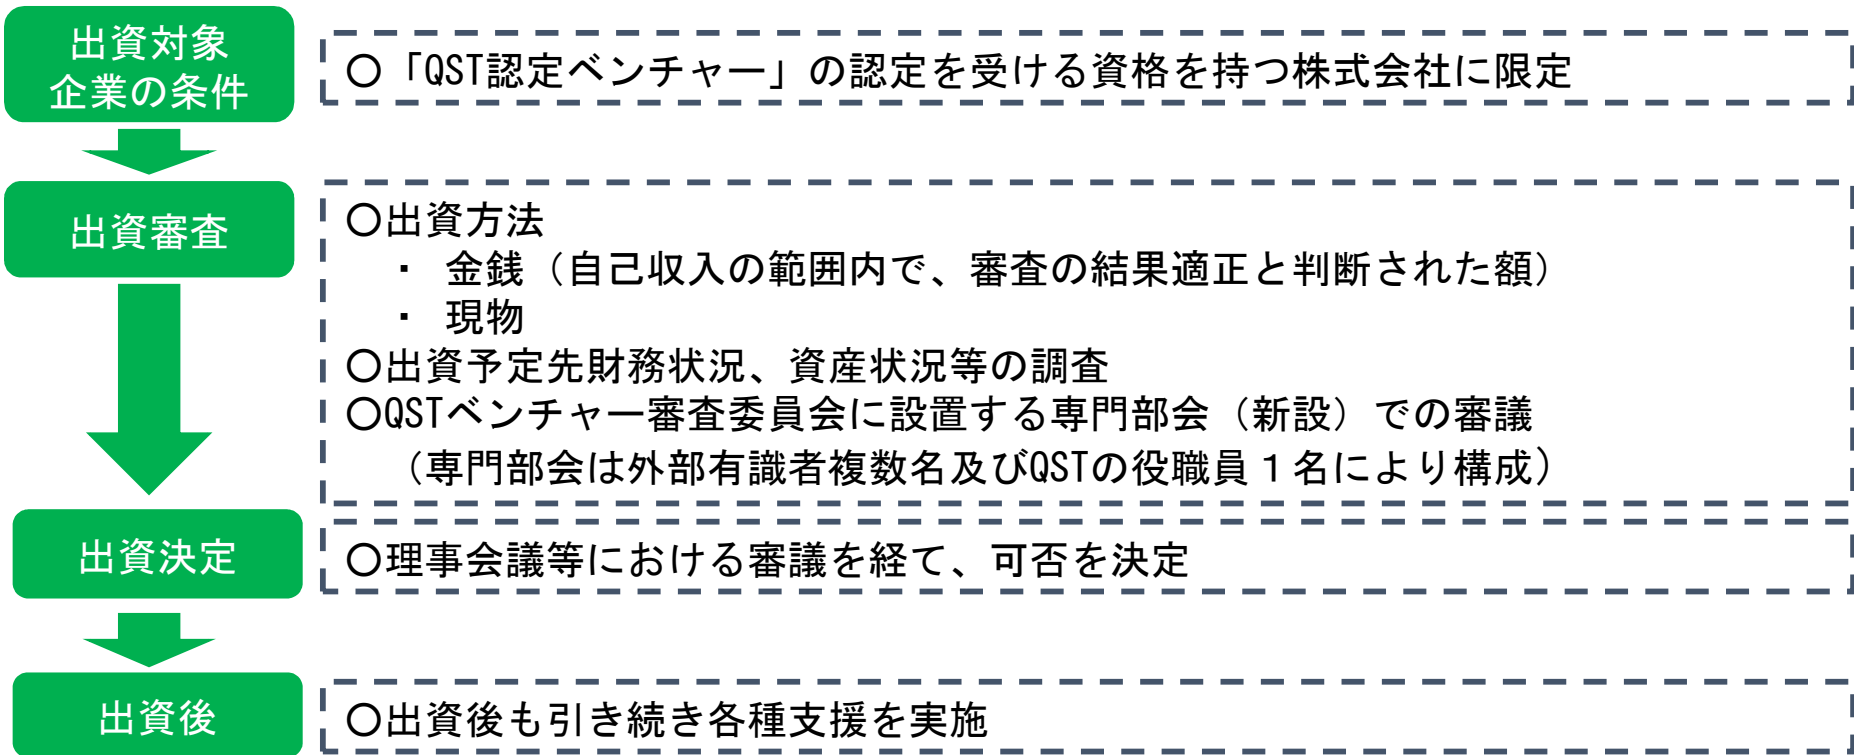 出資対象
企業の条件
〇「QST認定ベンチャー」の認定を受ける資格を持つ株式会社に限定
出資審査
〇出資方法
・ 金銭（自己収入の範囲内で、審査の結果適正と判断された額）
・ 現物
〇出資予定先財務状況、資産状況等の調査
〇QSTベンチャー審査委員会に設置する専門部会（新設）での審議
（専門部会は外部有識者複数名及びQSTの役職員１名により構成）
出資決定
〇理事会議等における審議を経て、可否を決定
出資後
〇出資後も引き続き各種支援を実施